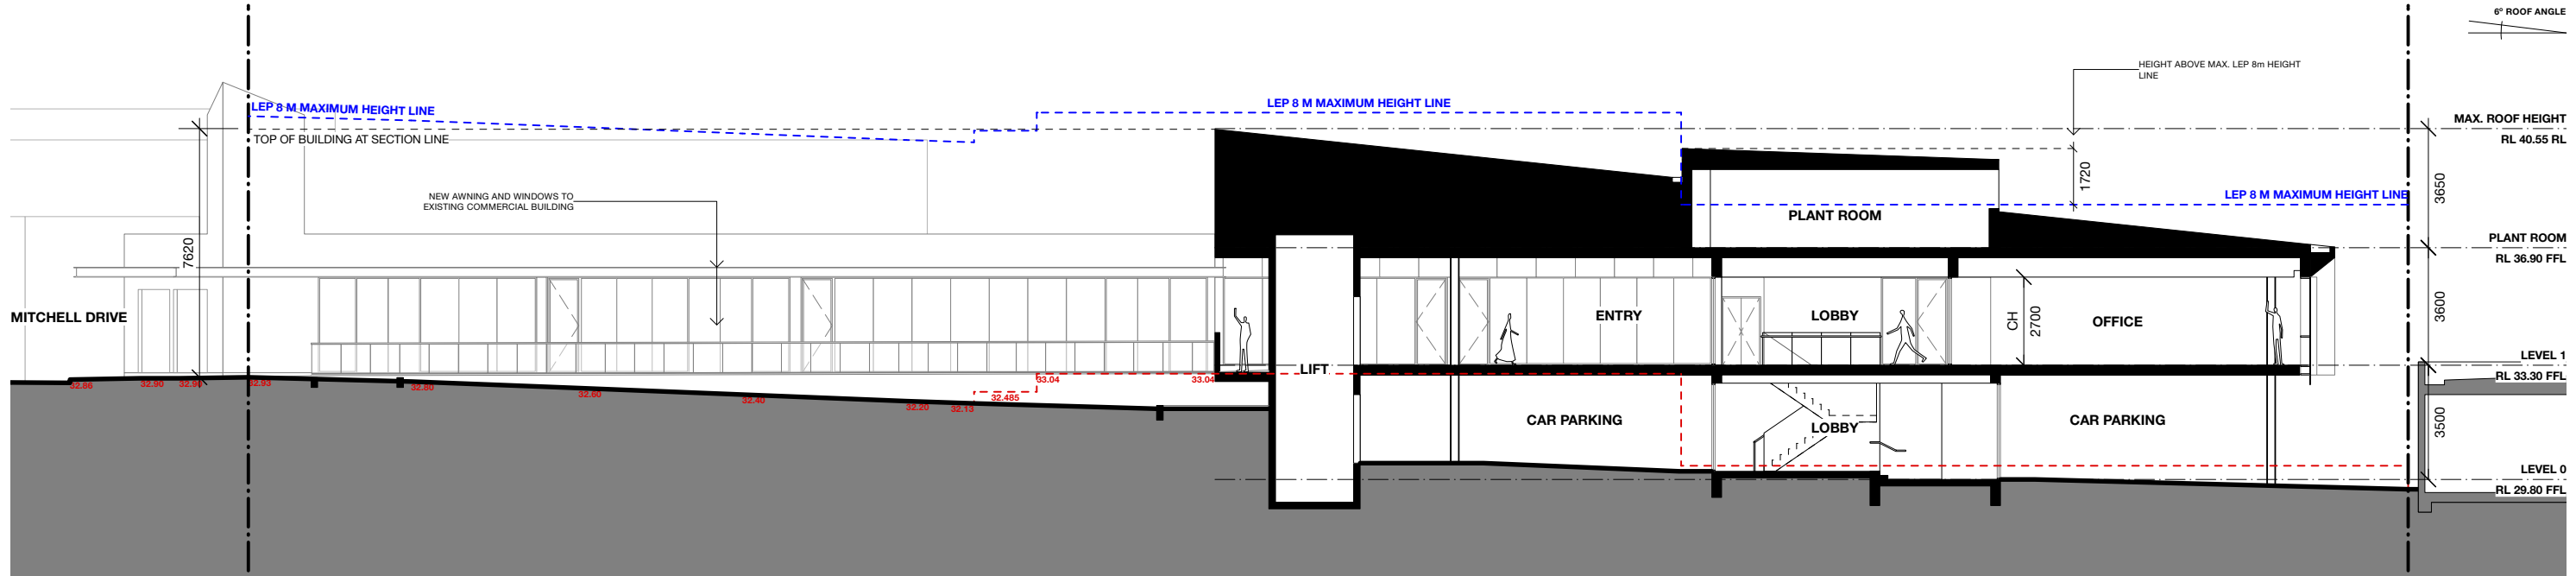 6° ROOF ANGLE
HEIGHT ABOVE MAX. LEP 8m HEIGHT
LINE
LEP 8 M MAXIMUM HEIGHT LINE
LEP 8 M MAXIMUM HEIGHT LINE
MAX. ROOF HEIGHT
RL 40.55 RL
TOP OF BUILDING AT SECTION LINE
1720
3650
NEW AWNING AND WINDOWS TO
EXISTING COMMERCIAL BUILDING
LEP 8 M MAXIMUM HEIGHT LINE
PLANT ROOM
7620
PLANT ROOM
RL 36.90 FFL
MITCHELL DRIVE
ENTRY
LOBBY
CH
2700
OFFICE
3600
LEVEL 1
RL 33.30 FFL
LIFT
32.86
32.90
32.90
32.93
32.80
32.60
32.40
32.20
32.13
32.485
33.04
33.04
CAR PARKING
LOBBY
CAR PARKING
3500
LEVEL 0
RL 29.80 FFL